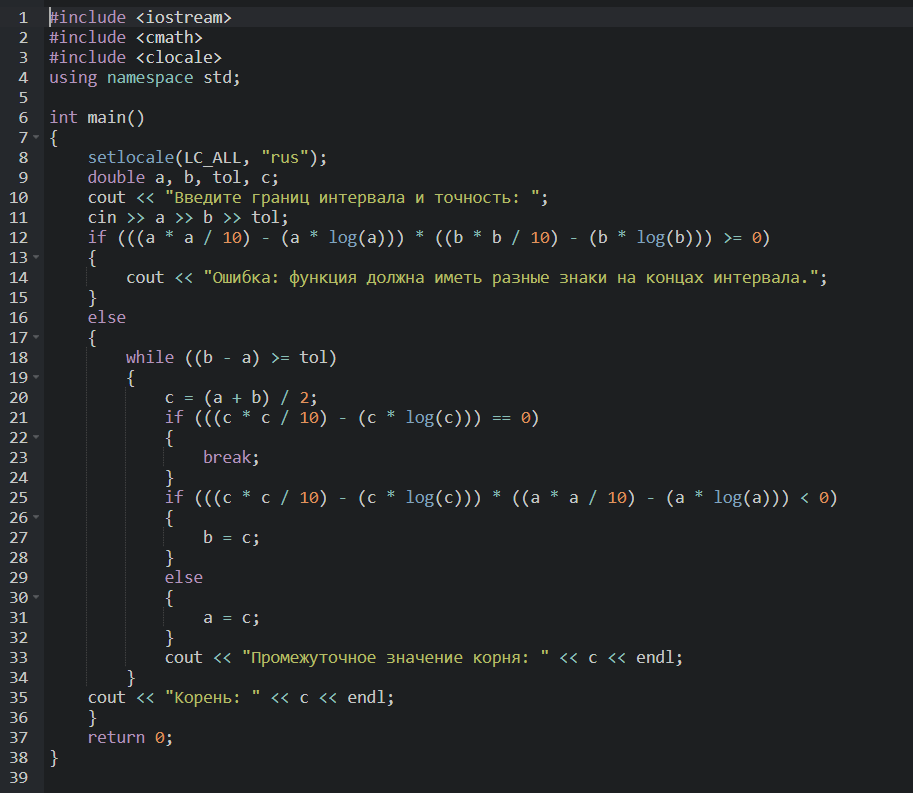 1 #include <iostream>
2 #include <cmath>
3 #include <clocale>
4 using namespace std;
5
6 int main()
7 {
8     setlocale(LC_ALL, "rus");
9     double a, b, tol, c;
10     cout << "Введите границ интервала и точность: ";
11     cin >> a >> b >> tol;
12     if (((a * a / 10) - (a * log(a))) * ((b * b / 10) - (b * log(b))) >= 0)
13     {
14         cout << "Ошибка: функция должна иметь разные знаки на концах интервала.";
15     }
16     else
17     {
18         while ((b - a) >= tol)
19         {
20             c = (a + b) / 2;
21             if (((c * c / 10) - (c * log(c))) == 0)
22             {
23                 break;
24             }
25             if (((c * c / 10) - (c * log(c))) * ((a * a / 10) - (a * log(a))) < 0)
26             {
27                 b = c;
28             }
29             else
30             {
31                 a = c;
32             }
33             cout << "Промежуточное значение корня: " << c << endl;
34         }
35     cout << "Корень: " << c << endl;
36     }
37     return 0;
38 }
39